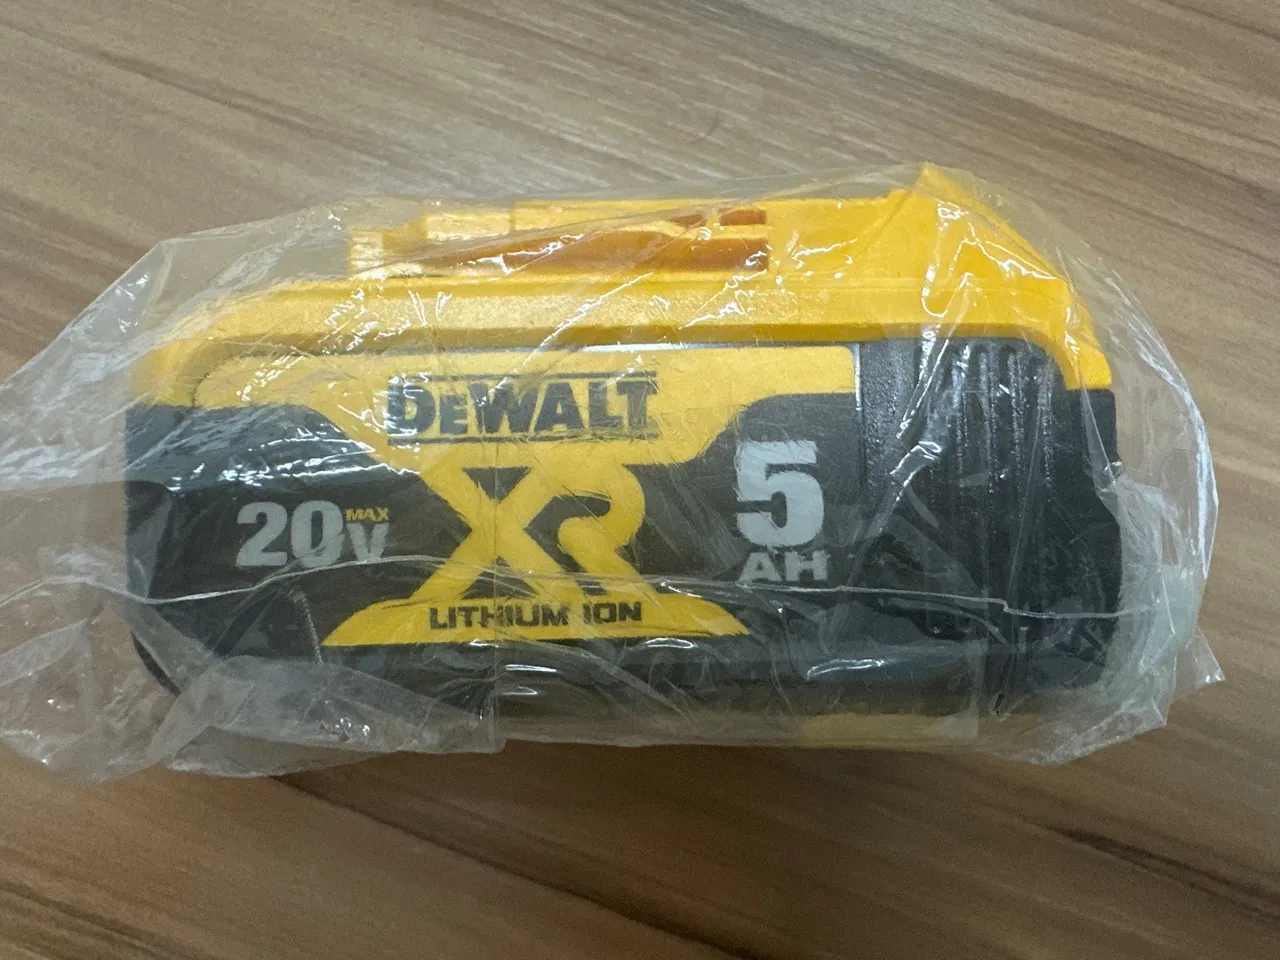 DEWALT
XR
20V MAX
5
AH
LITHIUM ION